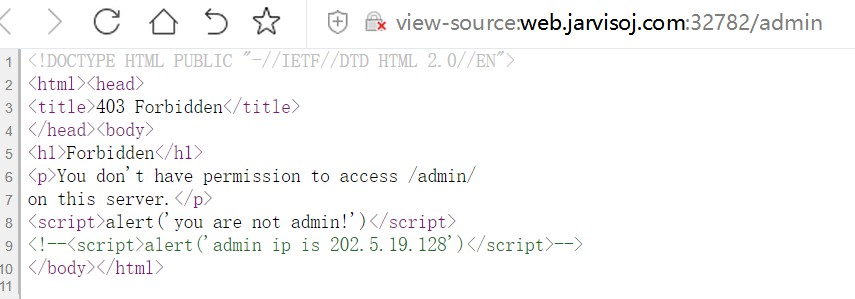 view-source:web.jarvisoj.com:32782/admin
1 <!DOCTYPE HTML PUBLIC "-//IETF//DTD HTML 2.0//EN">
2 <html><head>
3 <title>403 Forbidden</title>
4 </head><body>
5 <h1>Forbidden</h1>
6 <p>You don't have permission to access /admin/
7 on this server.</p>
8 <script>alert('you are not admin!')</script>
9 <!--<script>alert('admin ip is 202.5.19.128')</script>-->
10 </body></html>
11